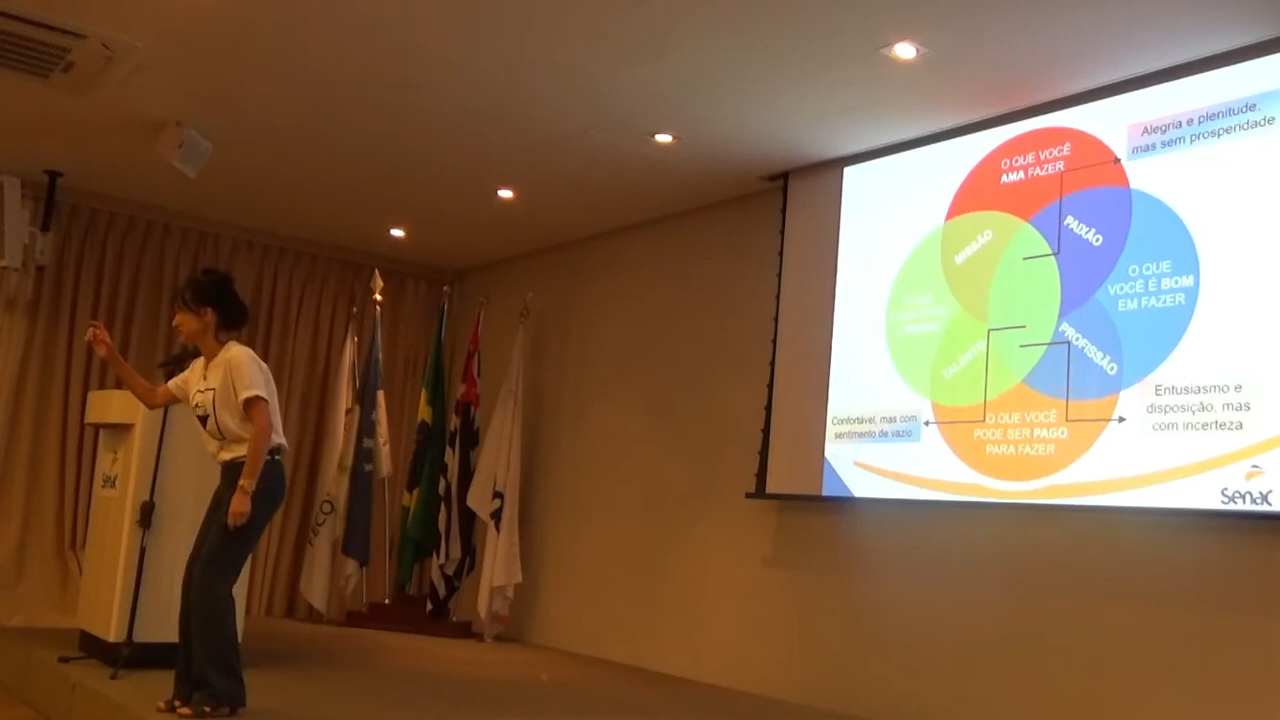 Alegria e plenitude,
mas sem prosperidade
O QUE VOCÊ
AMA FAZER
MISSÃO
PAIXÃO
O QUE
VOCÊ É BOM
EM FAZER
TALENTO
PROFISSÃO
Entusiasmo e
disposição, mas
com incerteza
Confortável, mas com
sentimento de vazio
O QUE VOCÊ
PODE SER PAGO
PARA FAZER
Senac
Senac
FECO